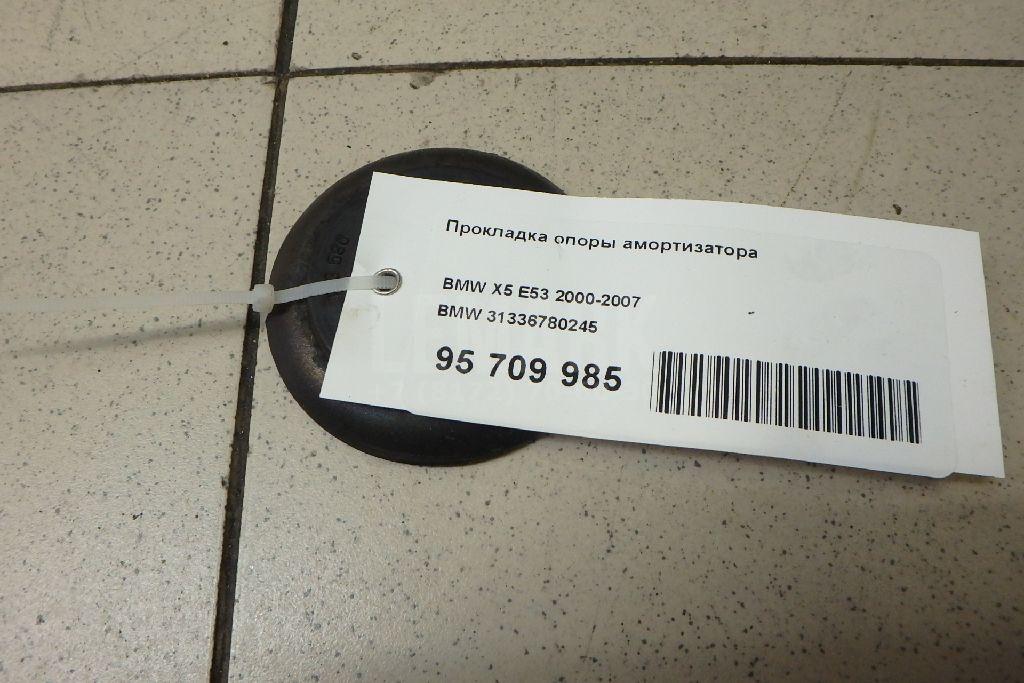 Прокладка опоры амортизатора
BMW X5 E53 2000-2007
BMW 31336780245
95 709 985